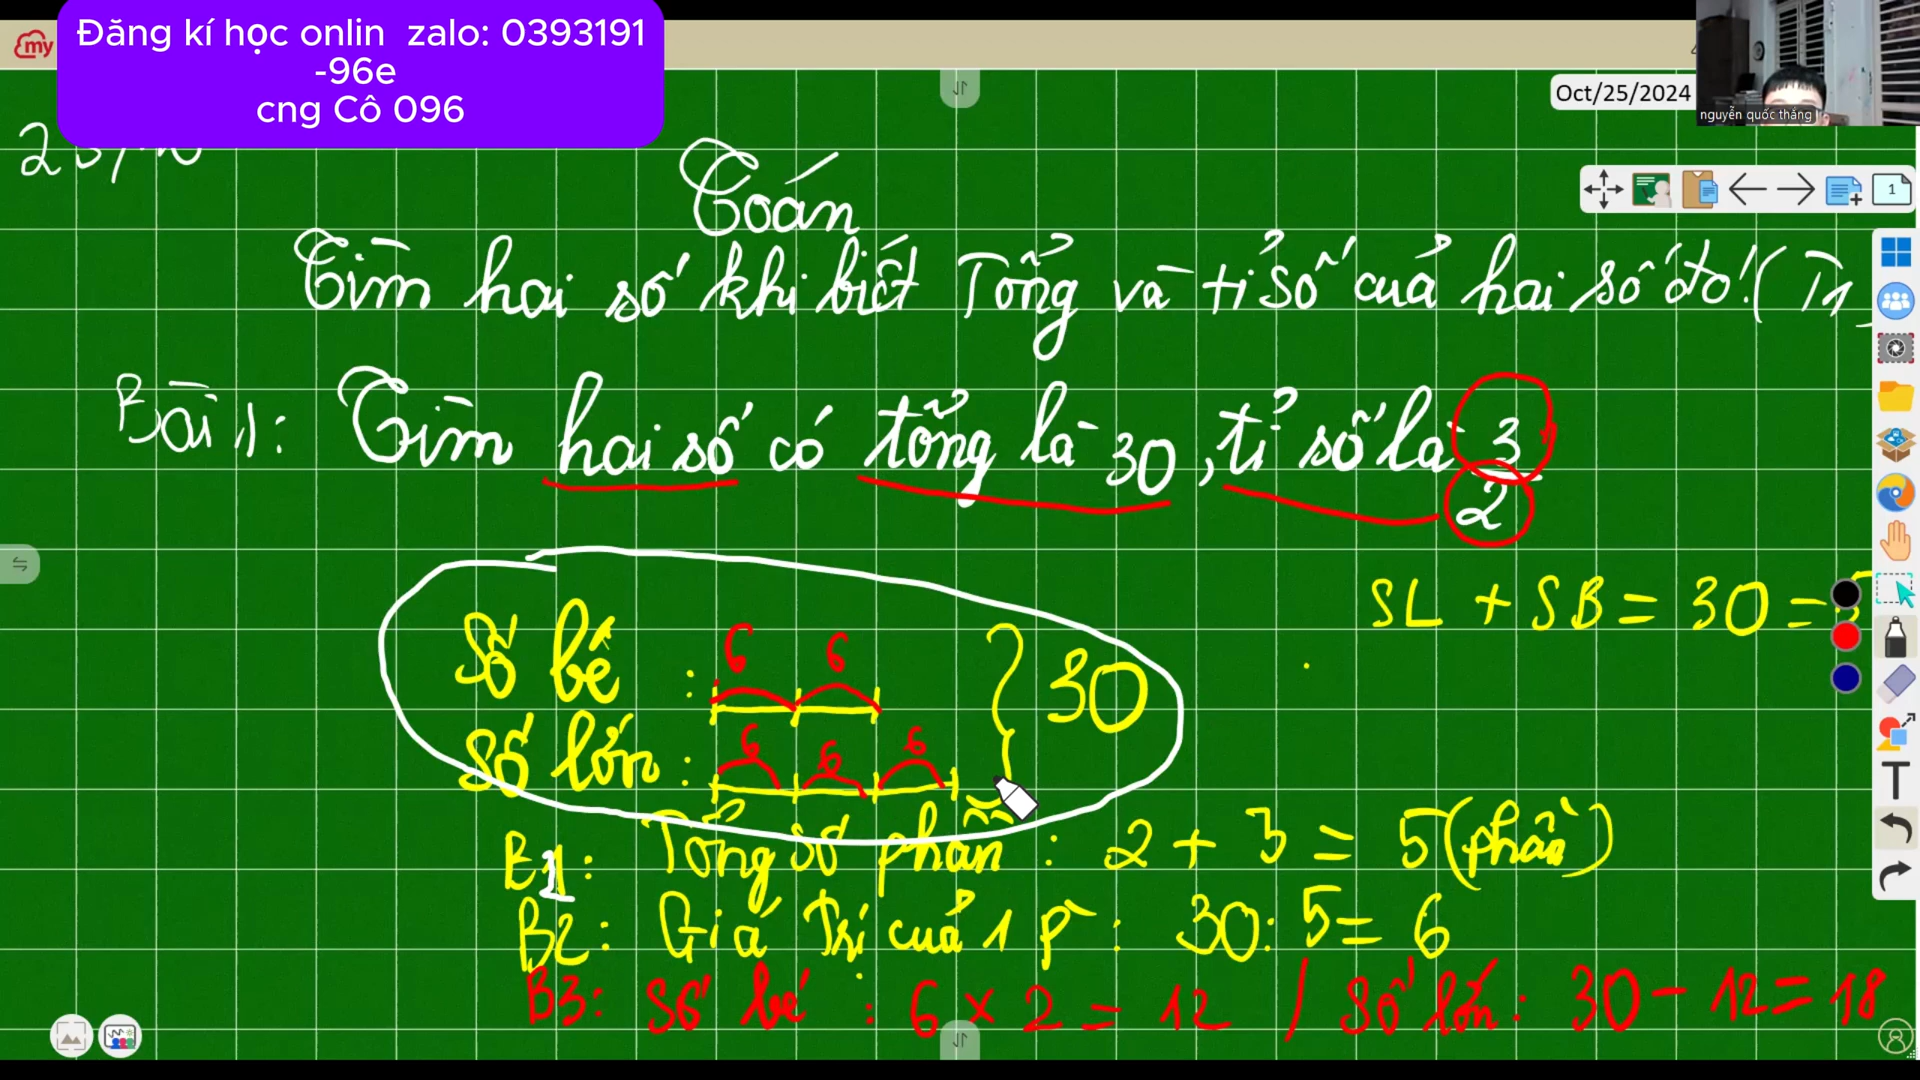 Đăng kí học onlin zalo: 0393191
-96e
cng Cô 096
my
Oct/25/2024
nguyễn quốc thắng
1
Toán
Tìm hai số khi biết Tổng và tỉ số của hai số đó! (T1
Bài 1: Tìm hai số có tổng là 30, tỉ số là 3
2
SL + SB = 30 =
Số bé : 6 6
30
Số lớn: 6 6 6
B1: Tổng số phần : 2 + 3 = 5 (phần)
B2: Giá trị của 1 p : 30 : 5 = 6
B3: Số bé : 6 x 2 = 12 / Số lớn: 30 - 12 = 18